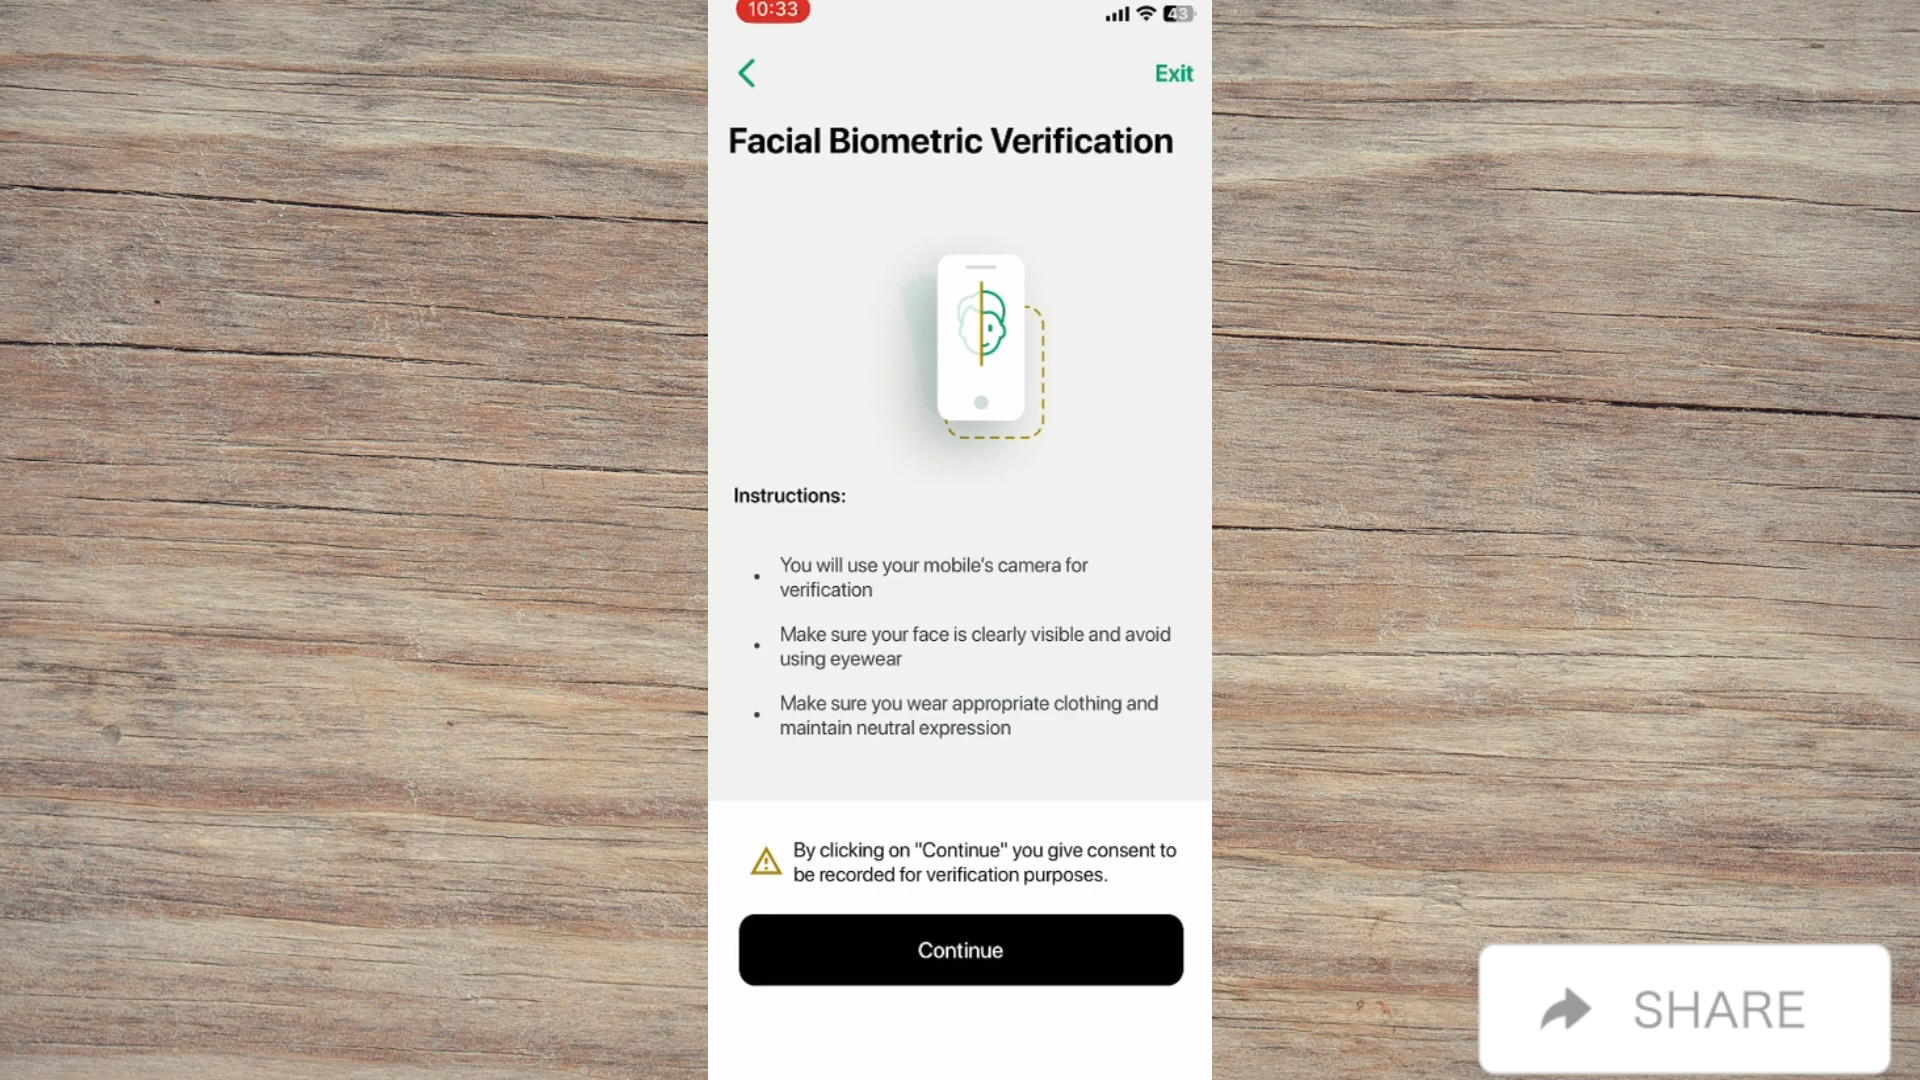 10:33
43
Exit
Facial Biometric Verification
Instructions:
• You will use your mobile's camera for
verification
• Make sure your face is clearly visible and avoid
using eyewear
• Make sure you wear appropriate clothing and
maintain neutral expression
By clicking on "Continue" you give consent to
be recorded for verification purposes.
Continue
SHARE